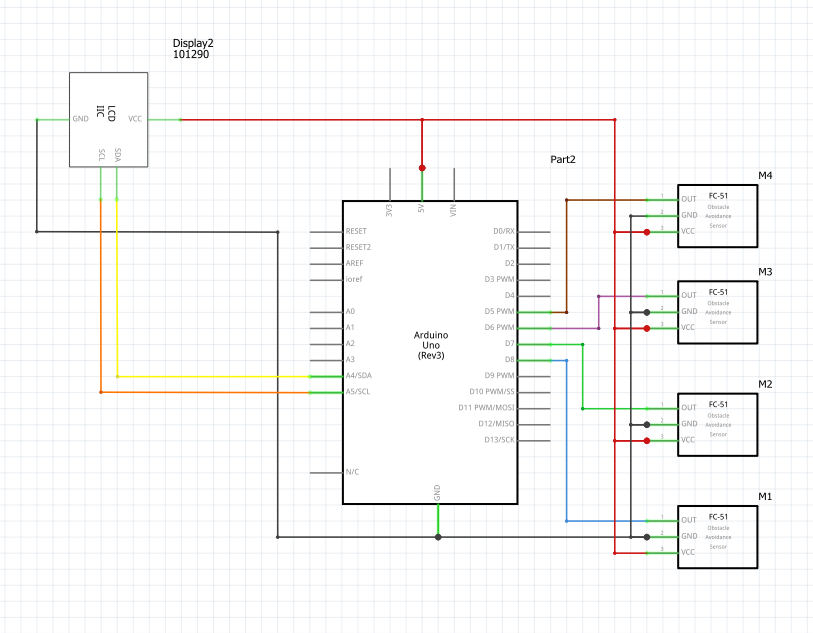 Display2
101290
LCD
IIC
GND
VCC
SCL
SDA
Part2
3V3
5V
VIN
RESET
RESET2
AREF
ioref
A0
A1
A2
A3
A4/SDA
A5/SCL
N/C
Arduino
Uno
(Rev3)
D0/RX
D1/TX
D2
D3 PWM
D4
D5 PWM
D6 PWM
D7
D8
D9 PWM
D10 PWM/SS
D11 PWM/MOSI
D12/MISO
D13/SCK
GND
M4
1
OUT
2
GND
3
VCC
FC-51
Obstacle
Avoidance
Sensor
M3
1
OUT
2
GND
3
VCC
FC-51
Obstacle
Avoidance
Sensor
M2
1
OUT
2
GND
3
VCC
FC-51
Obstacle
Avoidance
Sensor
M1
1
OUT
2
GND
3
VCC
FC-51
Obstacle
Avoidance
Sensor